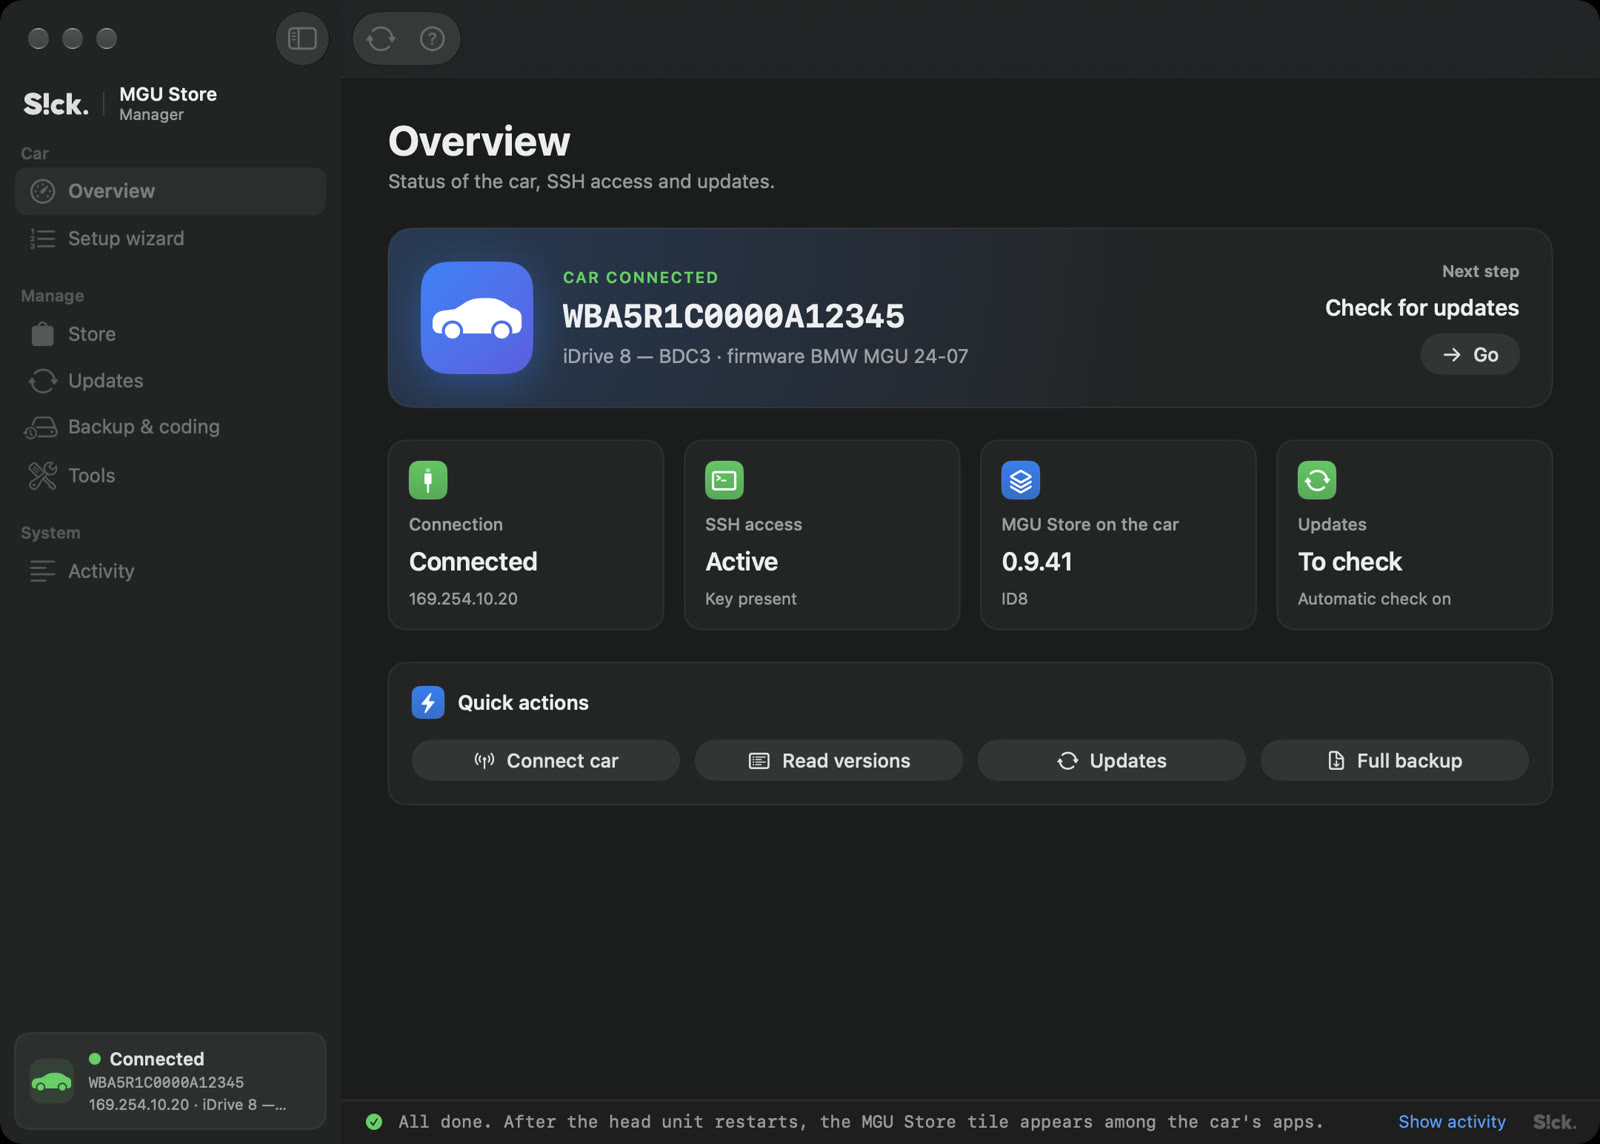 S!ck.
MGU Store
Manager
Car
Overview
Setup wizard
Manage
Store
Updates
Backup & coding
Tools
System
Activity
Connected
WBA5R1C0000A12345
169.254.10.20 · iDrive 8 —...
Overview
Status of the car, SSH access and updates.
CAR CONNECTED
WBA5R1C0000A12345
iDrive 8 — BDC3 · firmware BMW MGU 24-07
Next step
Check for updates
Go
Connection
Connected
169.254.10.20
SSH access
Active
Key present
MGU Store on the car
0.9.41
ID8
Updates
To check
Automatic check on
Quick actions
Connect car
Read versions
Updates
Full backup
All done. After the head unit restarts, the MGU Store tile appears among the car's apps.
Show activity
S!ck.